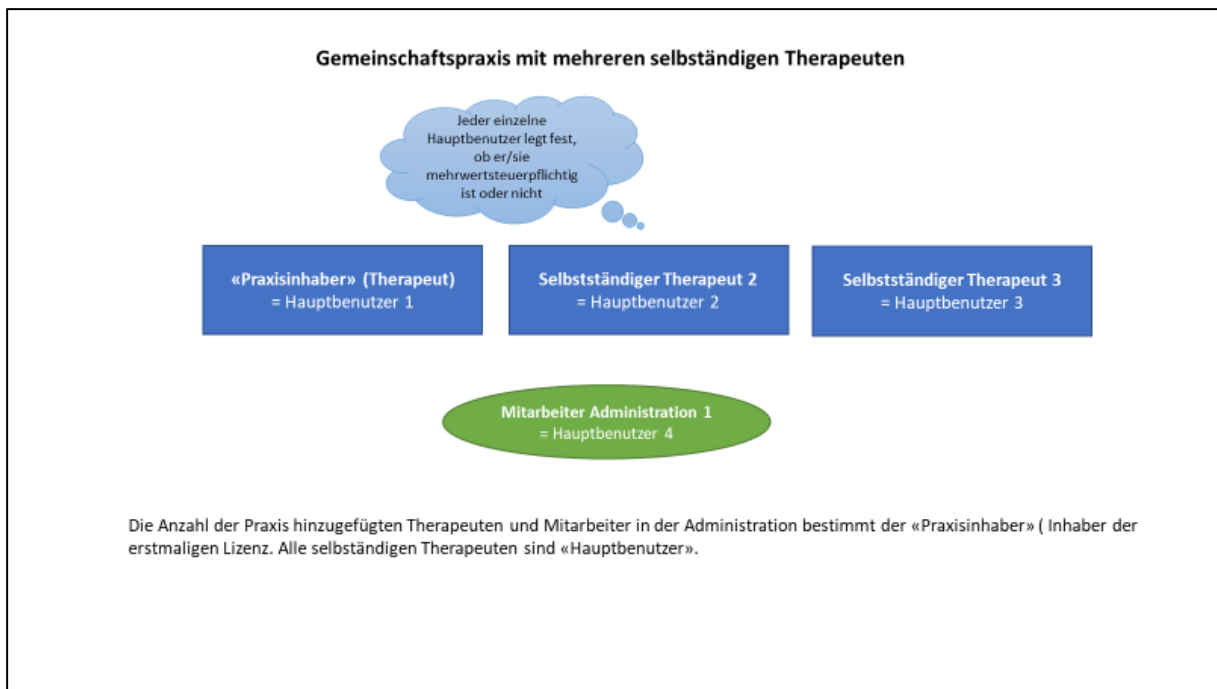 Gemeinschaftspraxis mit mehreren selbständigen Therapeuten
Jeder einzelne
Hauptbenutzer legt fest,
ob er/sie
mehrwertsteuerpflichtig
ist oder nicht
«Praxisinhaber» (Therapeut)
= Hauptbenutzer 1
Selbstständiger Therapeut 2
= Hauptbenutzer 2
Selbstständiger Therapeut 3
= Hauptbenutzer 3
Mitarbeiter Administration 1
= Hauptbenutzer 4
Die Anzahl der Praxis hinzugefügten Therapeuten und Mitarbeiter in der Administration bestimmt der «Praxisinhaber» ( Inhaber der
erstmaligen Lizenz. Alle selbständigen Therapeuten sind «Hauptbenutzer».